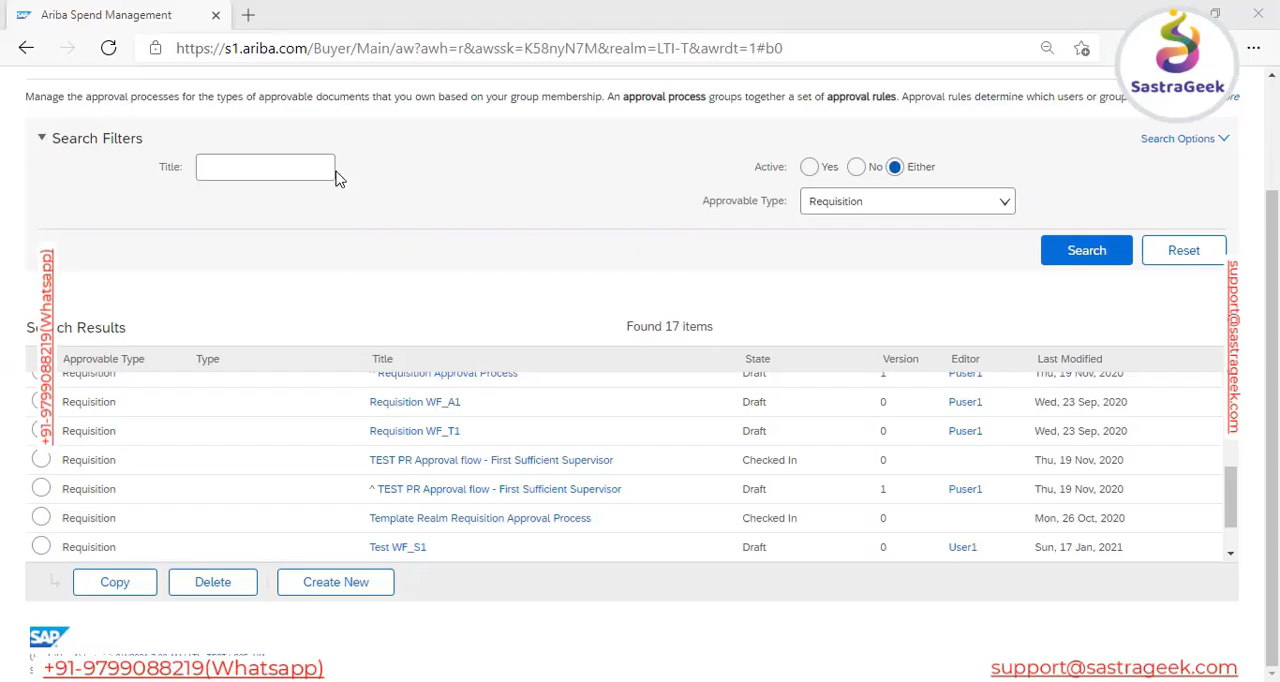 Ariba Spend Management
https://s1.ariba.com/Buyer/Main/aw?awh=r&awssk=K58nyN7M&realm=LTI-T&awrdt=1#b0
SastraGeek
Manage the approval processes for the types of approvable documents that you own based on your group membership. An approval process groups together a set of approval rules. Approval rules determine which users or group
Search Filters
Search Options
Title:
Active: Yes No Either
Approvable Type: Requisition
Search Reset
+91-9799088219(Whatsapp)
support@sastrageek.com
Search Results Found 17 items
Approvable Type Type Title State Version Editor Last Modified
Requisition ^ Requisition Approval Process Draft 1 Puser1 Thu, 19 Nov, 2020
Requisition Requisition WF_A1 Draft 0 Puser1 Wed, 23 Sep, 2020
Requisition Requisition WF_T1 Draft 0 Puser1 Wed, 23 Sep, 2020
Requisition TEST PR Approval flow - First Sufficient Supervisor Checked In 0 Thu, 19 Nov, 2020
Requisition ^ TEST PR Approval flow - First Sufficient Supervisor Draft 1 Puser1 Thu, 19 Nov, 2020
Requisition Template Realm Requisition Approval Process Checked In 0 Mon, 26 Oct, 2020
Requisition Test WF_S1 Draft 0 User1 Sun, 17 Jan, 2021
Copy Delete Create New
SAP
+91-9799088219(Whatsapp) support@sastrageek.com